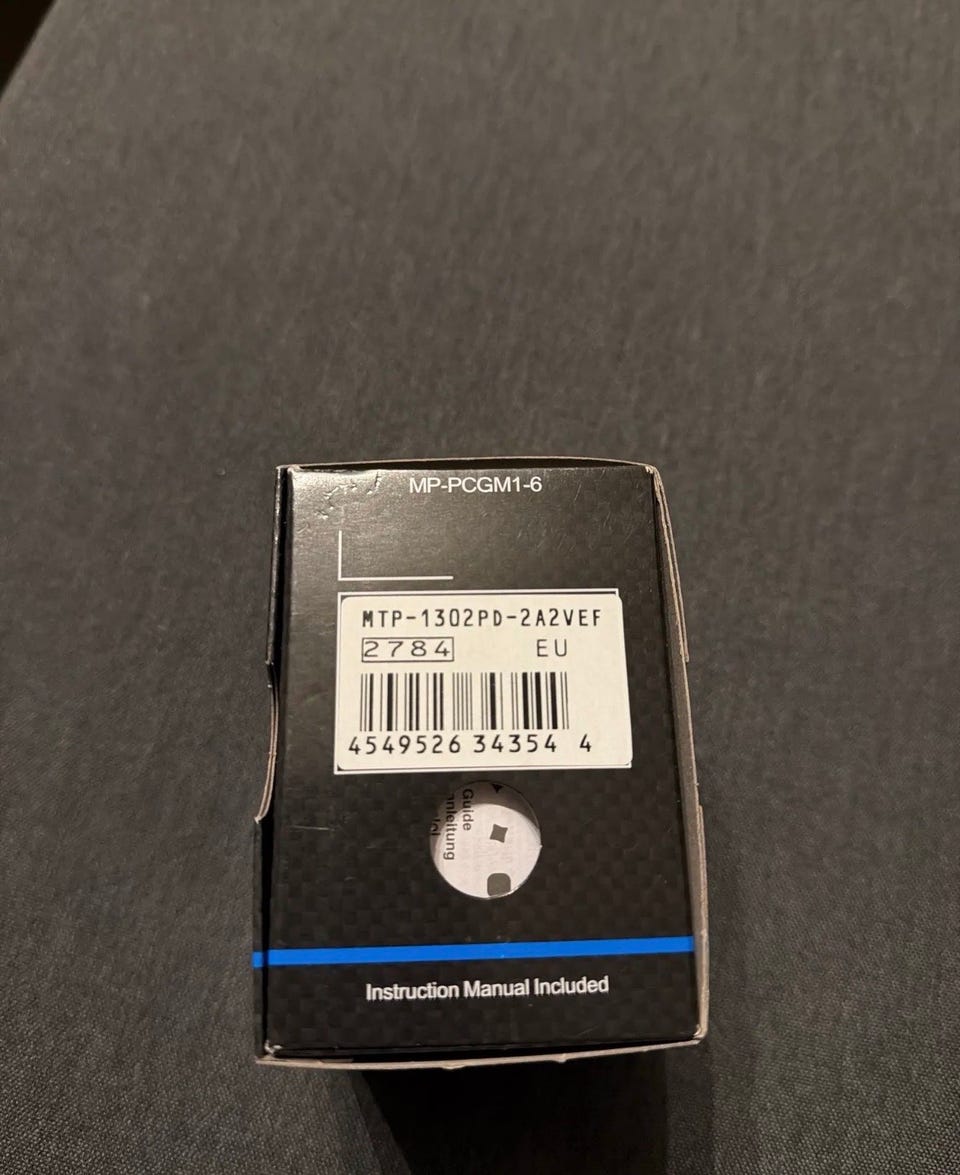 MP-PCGM1-6
MTP-1302PD-2A2VEF
2784 EU
4549526 34354 4
Guide
Instruction Manual Included